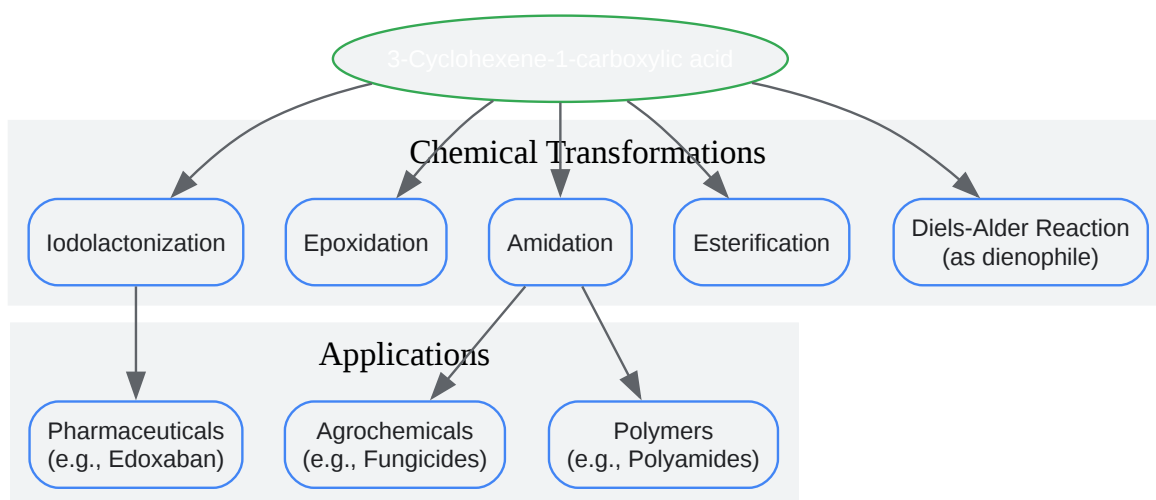 3-Cyclohexene-1-carboxylic acid
Chemical Transformations
Iodolactonization
Epoxidation
Amidation
Esterification
Diels-Alder Reaction
(as dienophile)
Applications
Pharmaceuticals
(e.g., Edoxaban)
Agrochemicals
(e.g., Fungicides)
Polymers
(e.g., Polyamides)